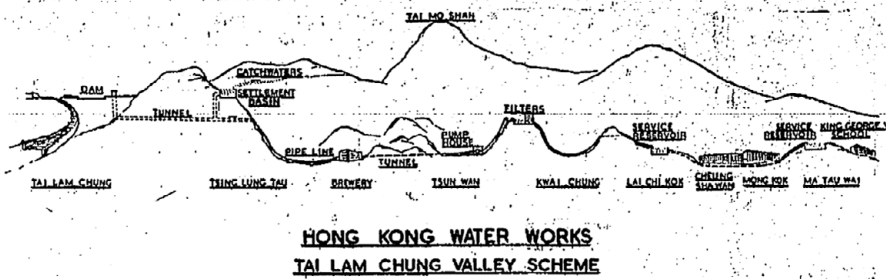 TAI MO SHAN
CATCHWATERS
DAM
SETTLEMENT
BASIN
TUNNEL
FILTERS
PUMP
HOUSE
SERVICE
RESERVOIR
SERVICE
RESERVOIR
KING GEORGE V
SCHOOL
PIPE LINE
TUNNEL
TAI LAM CHUNG
TSING LUNG TAU
BREWERY
TSUN WAN
KWAI CHUNG
LAI CHI KOK
CHEUNG
SHA WAN
MONG KOK
MA TAU WAI
HONG KONG WATER WORKS
TAI LAM CHUNG VALLEY SCHEME